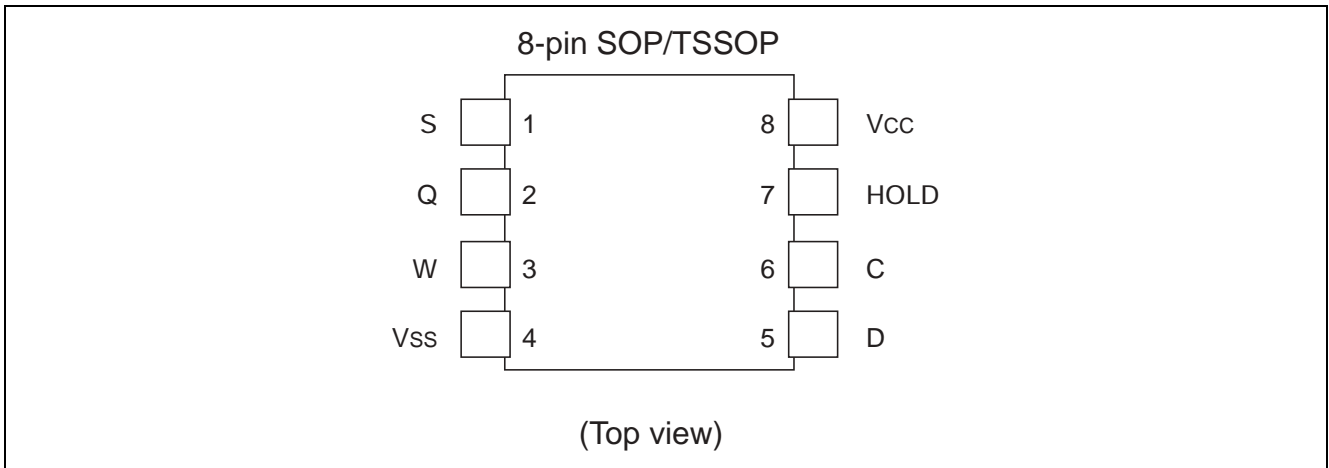 8-pin SOP/TSSOP
S 1 8 VCC
Q 2 7 HOLD
W 3 6 C
VSS 4 5 D
(Top view)